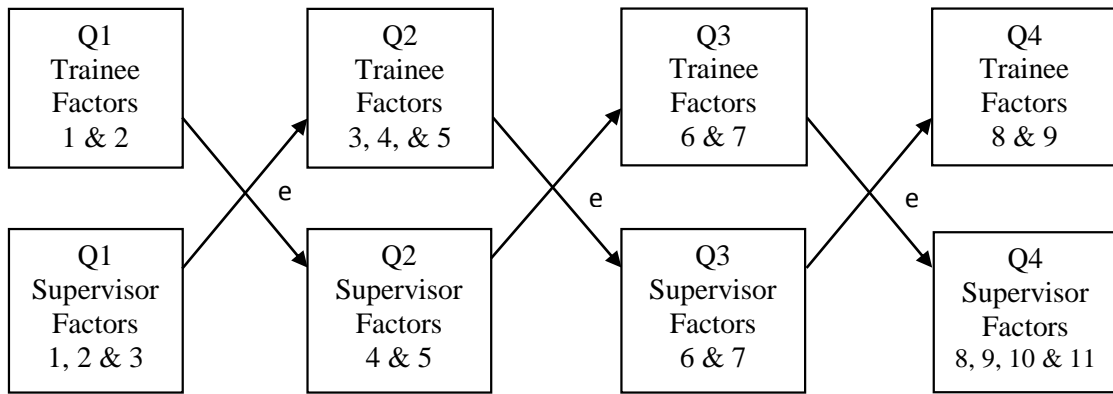 Q1
Trainee
Factors
1 & 2
Q2
Trainee
Factors
3, 4, & 5
Q3
Trainee
Factors
6 & 7
Q4
Trainee
Factors
8 & 9
e
e
e
Q1
Supervisor
Factors
1, 2 & 3
Q2
Supervisor
Factors
4 & 5
Q3
Supervisor
Factors
6 & 7
Q4
Supervisor
Factors
8, 9, 10 & 11